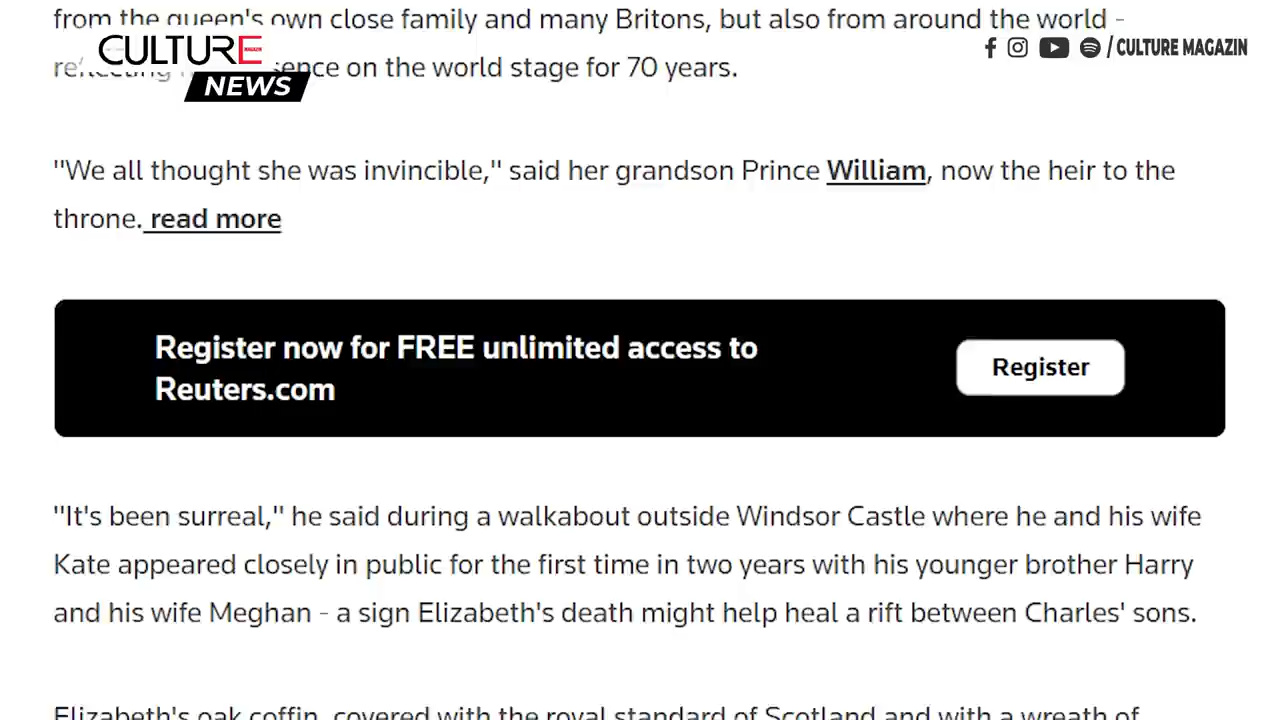 from the queen's own close family and many Britons, but also from around the world -
CULTURE
MAGAZIN
NEWS
/ CULTURE MAGAZIN
on the world stage for 70 years.
"We all thought she was invincible," said her grandson Prince William, now the heir to the
throne. read more
Register now for FREE unlimited access to
Reuters.com
Register
"It's been surreal," he said during a walkabout outside Windsor Castle where he and his wife
Kate appeared closely in public for the first time in two years with his younger brother Harry
and his wife Meghan - a sign Elizabeth's death might help heal a rift between Charles' sons.
Elizabeth's oak coffin, covered with the royal standard of Scotland and with a wreath of